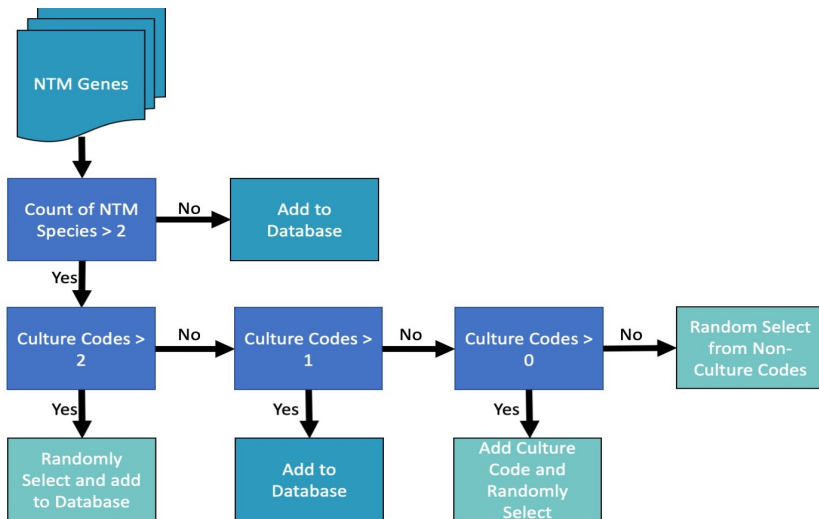 NTM Genes
Count of NTM
Species > 2
No
Add to
Database
Yes
Culture Codes >
2
No
Culture Codes >
1
No
Culture Codes >
0
No
Random Select
from Non-
Culture Codes
Yes
Yes
Yes
Randomly
Select and add
to Database
Add to
Database
Add Culture
Code and
Randomly
Select